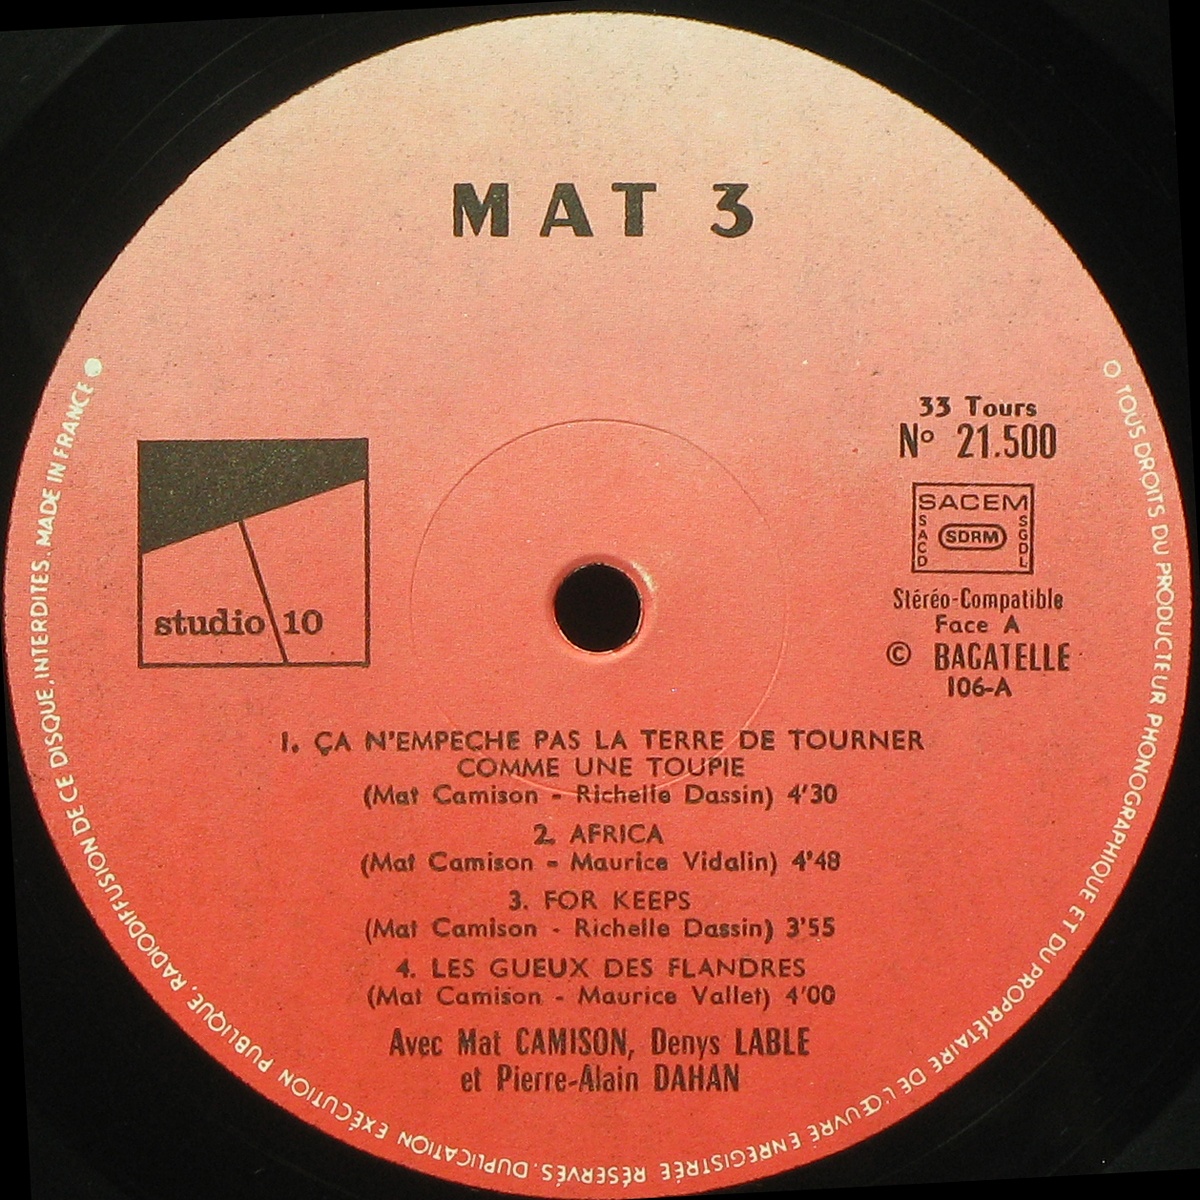 MAT 3
33 Tours
Nº 21.500
SACEM
SACD
SDRM
SGDL
Stéréo-Compatible
Face A
© BAGATELLE
106-A
studio 10
1. ÇA N'EMPECHE PAS LA TERRE DE TOURNER
COMME UNE TOUPIE
(Mat Camison - Richelle Dassin) 4'30
2. AFRICA
(Mat Camison - Maurice Vidalin) 4'48
3. FOR KEEPS
(Mat Camison - Richelle Dassin) 3'55
4. LES GUEUX DES FLANDRES
(Mat Camison - Maurice Vallet) 4'00
Avec Mat CAMISON, Denys LABLE
et Pierre-Alain DAHAN
TOUS DROITS DU PRODUCTEUR PHONOGRAPHIQUE ET DU PROPRIÉTAIRE DE L'ŒUVRE ENREGISTRÉE RÉSERVÉS. DUPLICATION EXÉCUTION PUBLIQUE, RADIODIFFUSION DE CE DISQUE, INTERDITES. MADE IN FRANCE